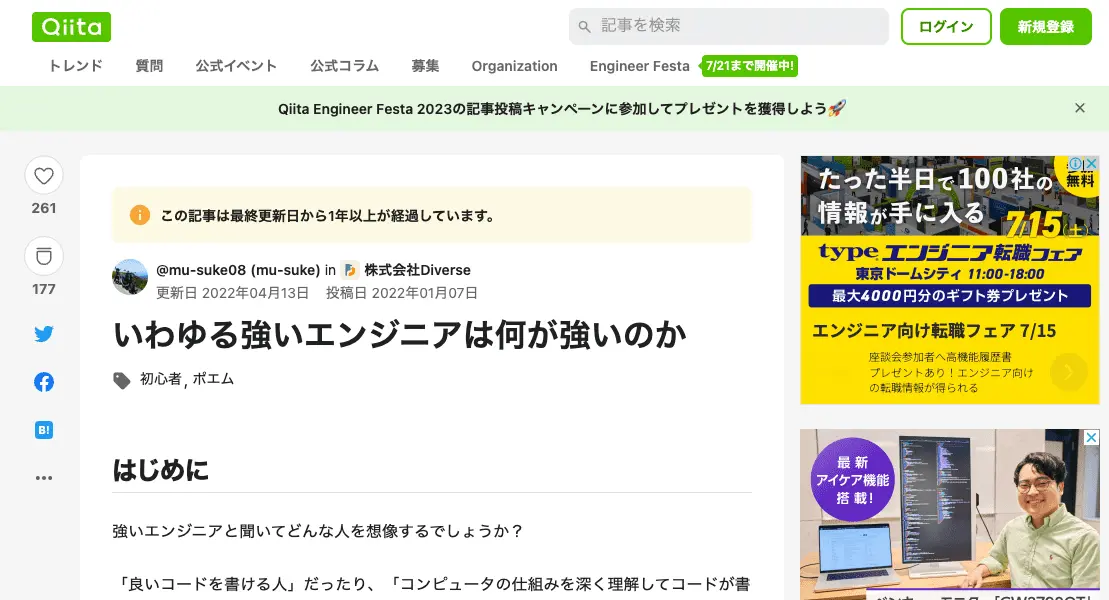 Qiita
記事を検索
ログイン
新規登録
トレンド 質問 公式イベント 公式コラム 募集 Organization Engineer Festa 7/21まで開催中!
Qiita Engineer Festa 2023の記事投稿キャンペーンに参加してプレゼントを獲得しよう🚀
261
177
B!
この記事は最終更新日から1年以上が経過しています。
@mu-suke08 (mu-suke) in 株式会社Diverse
更新日 2022年04月13日 投稿日 2022年01月07日
いわゆる強いエンジニアは何が強いのか
初心者, ポエム
はじめに
強いエンジニアと聞いてどんな人を想像するでしょうか？
「良いコードを書ける人」だったり、「コンピュータの仕組みを深く理解してコードが書
たった半日で100社の
情報が手に入る
無料
7/15(土)
typeエンジニア転職フェア
東京ドームシティ 11:00-18:00
最大4000円分のギフト券プレゼント
エンジニア向け転職フェア 7/15
座談会参加者へ高機能履歴書
プレゼントあり！エンジニア向け
の転職情報が得られる
最新
アイケア機能
搭載!